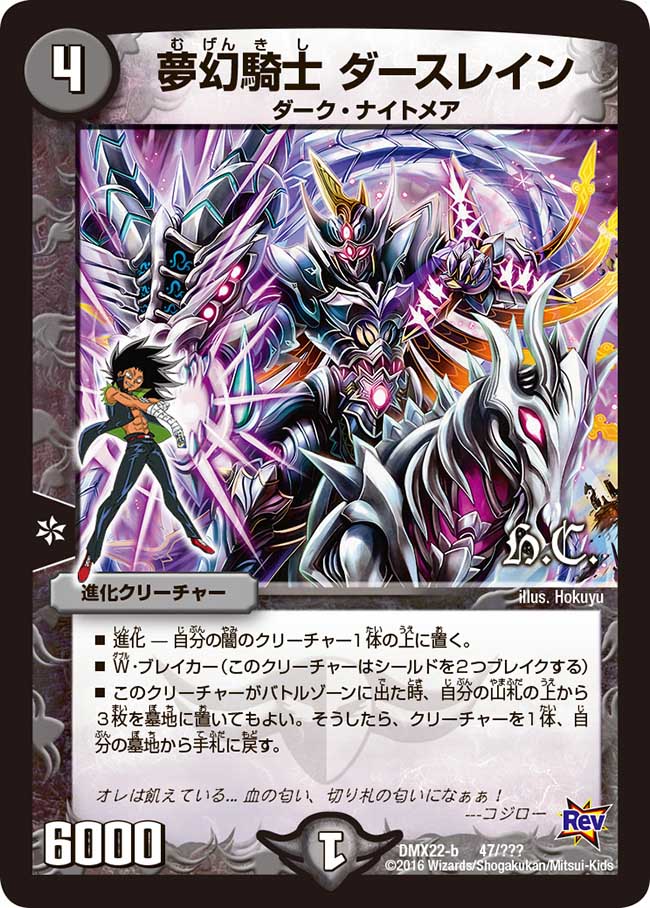 4
むげんきし
夢幻騎士 ダースレイン
ダーク・ナイトメア
H.C.
進化クリーチャー
illus. Hokuyu
■ 進化 — 自分の闇のクリーチャー1体の上に置く。
■ W・ブレイカー(このクリーチャーはシールドを2つブレイクする)
■ このクリーチャーがバトルゾーンに出た時、自分の山札の上から
3枚を墓地に置いてもよい。そうしたら、クリーチャーを1体、自
分の墓地から手札に戻す。
オレは飢えている... 血の匂い、切り札の匂いになぁぁ!
---コジロー
Rev
6000
1
DMX22-b 47/???
©2016 Wizards/Shogakukan/Mitsui-Kids